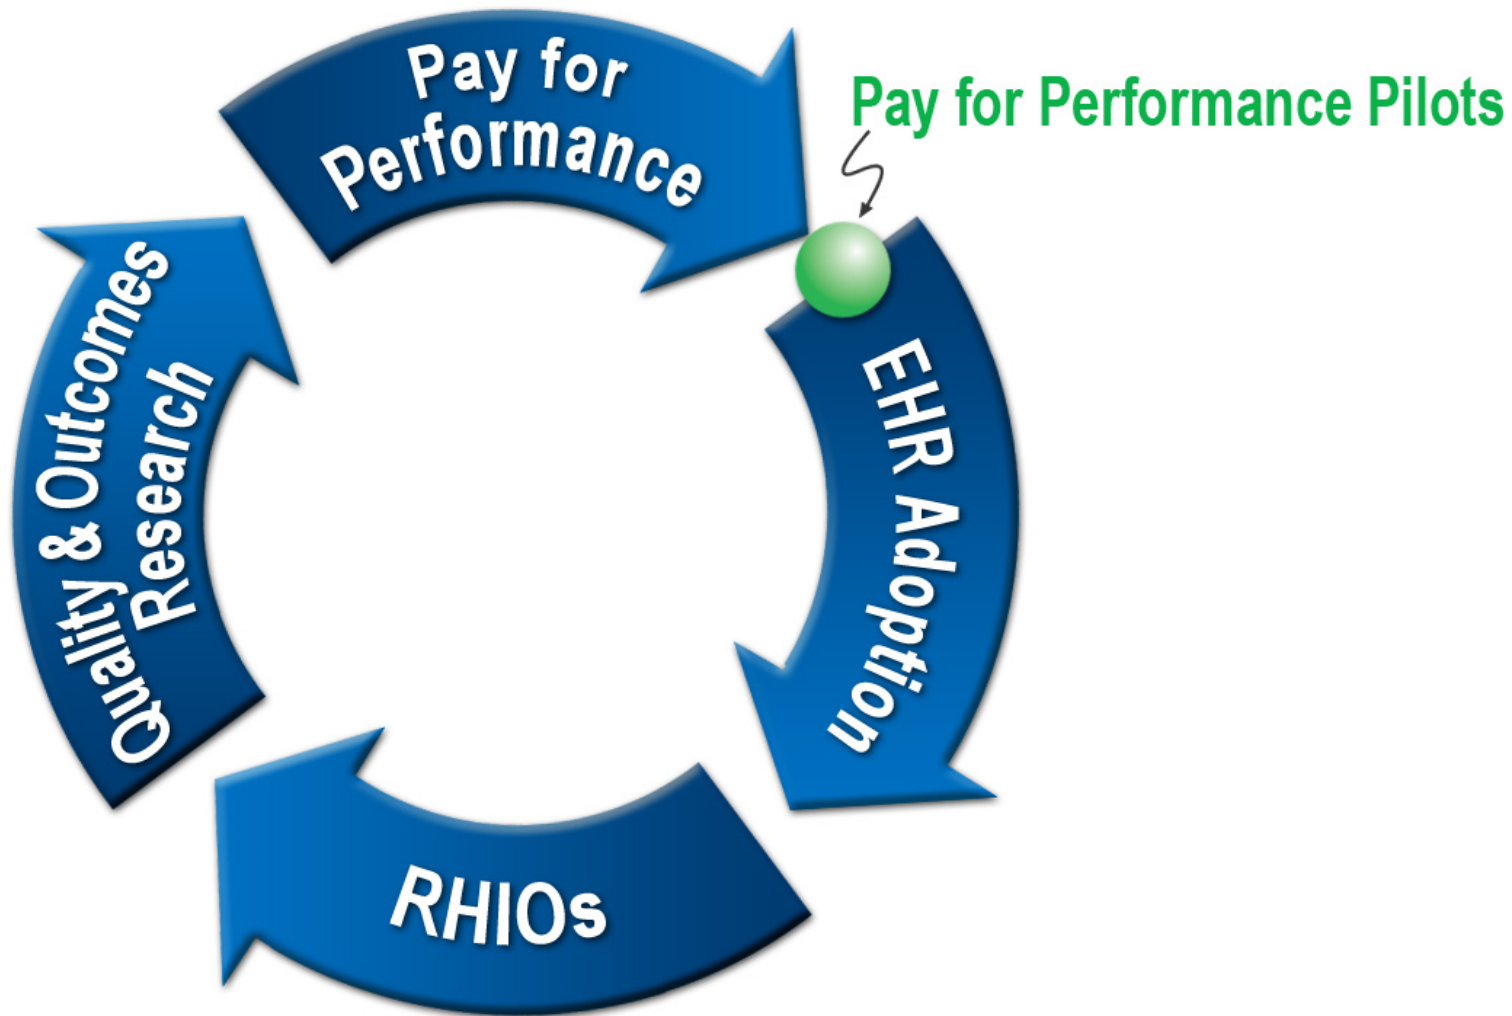 Pay for
Performance
Pay for Performance Pilots
EHR Adoption
RHIOs
Quality & Outcomes
Research